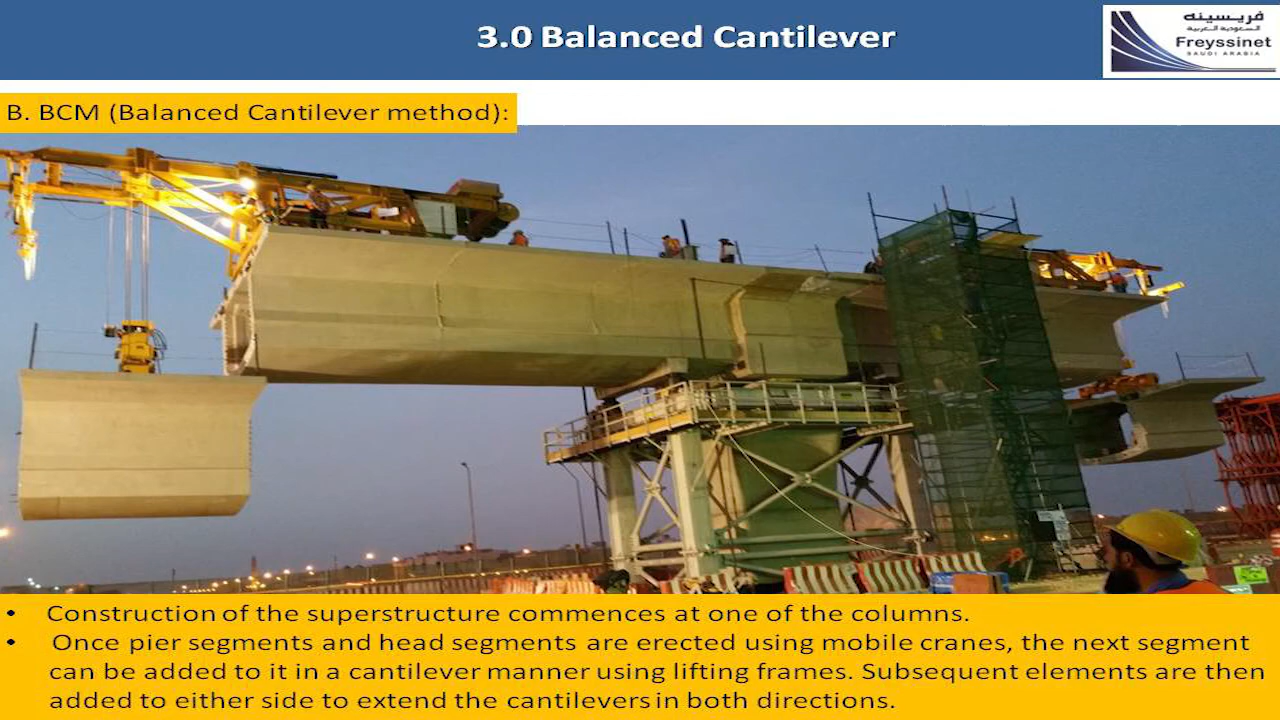 3.0 Balanced Cantilever
فريسينه
السعودية العربية
Freyssinet
SAUDI ARABIA
B. BCM (Balanced Cantilever method):
• Construction of the superstructure commences at one of the columns.
• Once pier segments and head segments are erected using mobile cranes, the next segment
can be added to it in a cantilever manner using lifting frames. Subsequent elements are then
added to either side to extend the cantilevers in both directions.